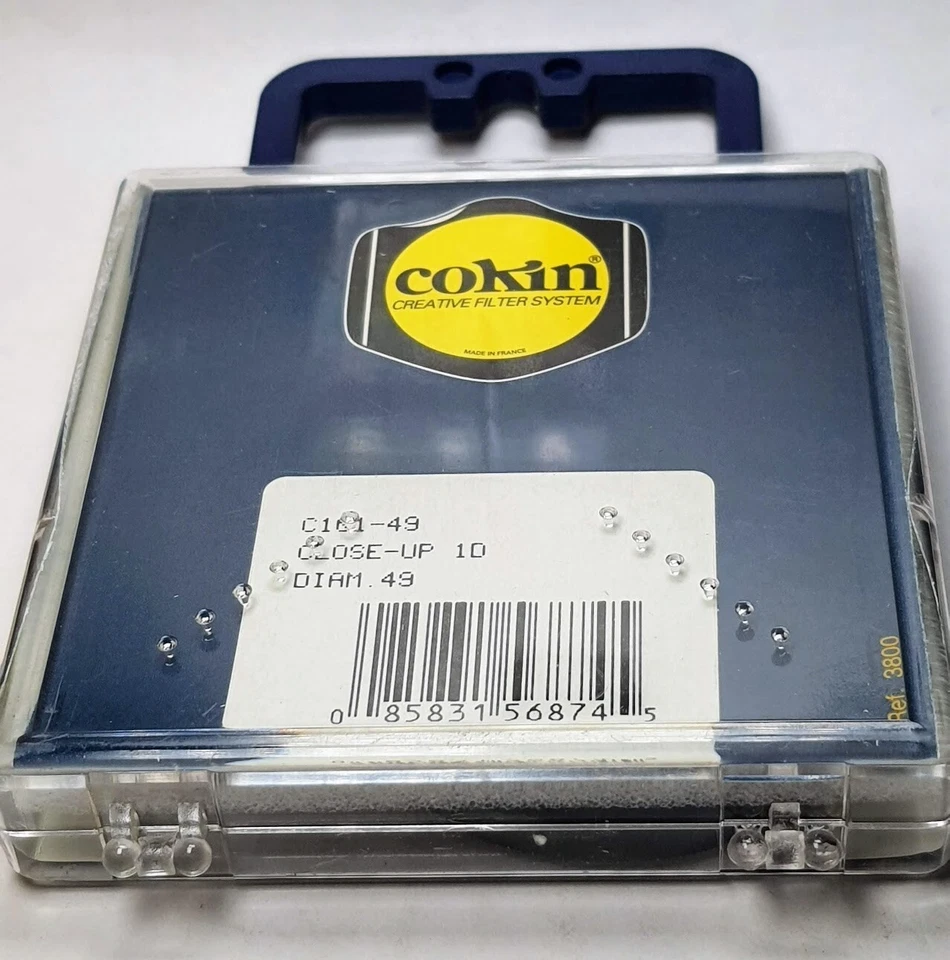 cokin®
CREATIVE FILTER SYSTEM
MADE IN FRANCE
C101-49
CLOSE-UP 1D
DIAM.49
0 85831 56874 5
Ref. 3800